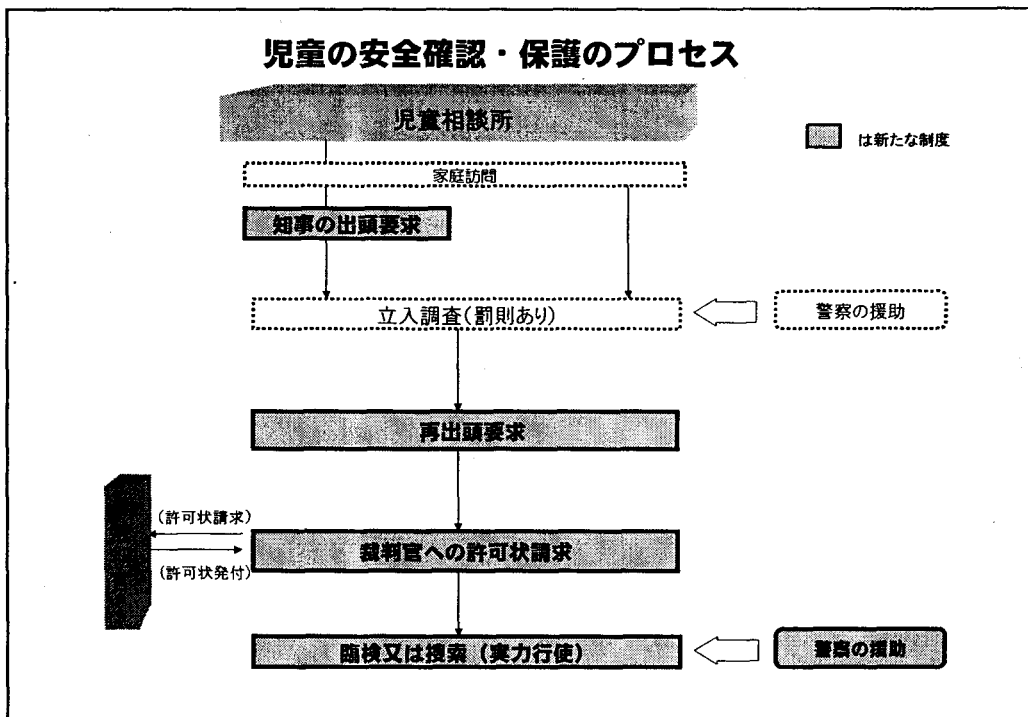 児童の安全確認・保護のプロセス
児童相談所
は新たな制度
家庭訪問
知事の出頭要求
立入調査(罰則あり)
警察の援助
再出頭要求
(許可状請求)
裁判官への許可状請求
(許可状発付)
臨検又は捜索(実力行使)
警察の援助